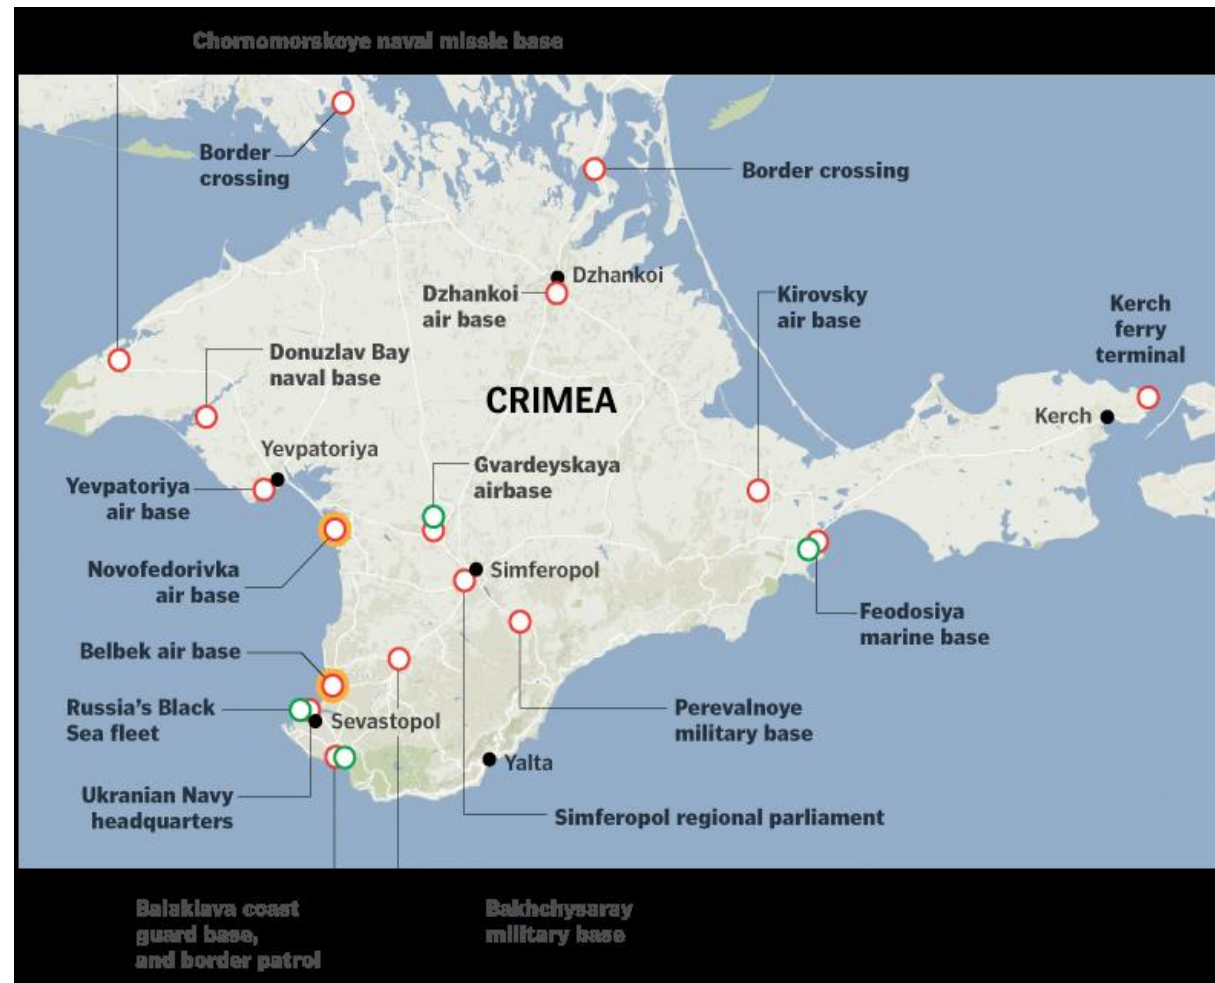 Chornomorskoye naval missle base
Border
crossing
Border crossing
Dzhankoi
Dzhankoi
air base
Kirovsky
air base
Kerch
ferry
terminal
Donuzlav Bay
naval base
CRIMEA
Kerch
Yevpatoriya
Gvardeyskaya
airbase
Yevpatoriya
air base
Novofedorivka
air base
Simferopol
Feodosiya
marine base
Belbek air base
Russia's Black
Sea fleet
Sevastopol
Perevalnoye
military base
Yalta
Ukranian Navy
headquarters
Simferopol regional parliament
Balaklava coast
guard base,
and border patrol
Bakhchysaray
military base